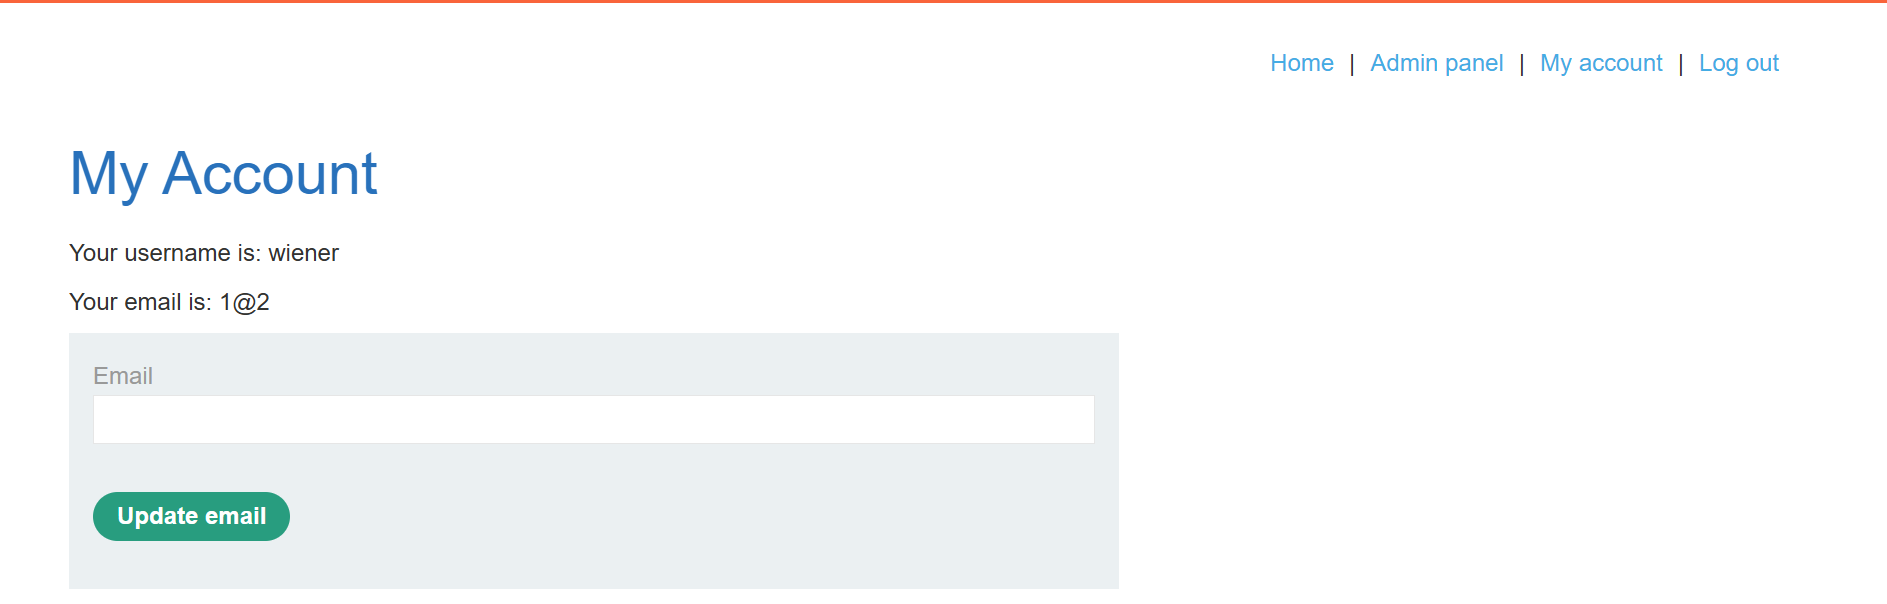 Home | Admin panel | My account | Log out
My Account
Your username is: wiener
Your email is: 1@2
Email
Update email